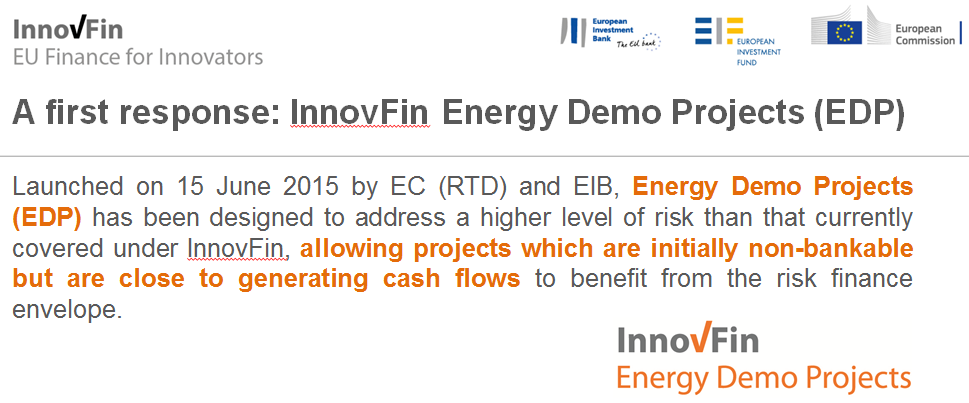 InnovFin
EU Finance for Innovators
European
Investment
Bank
The EU bank
EUROPEAN
INVESTMENT
FUND
European
Commission
A first response: InnovFin Energy Demo Projects (EDP)
Launched on 15 June 2015 by EC (RTD) and EIB, Energy Demo Projects
(EDP) has been designed to address a higher level of risk than that currently
covered under InnovFin, allowing projects which are initially non-bankable
but are close to generating cash flows to benefit from the risk finance
envelope.
InnovFin
Energy Demo Projects